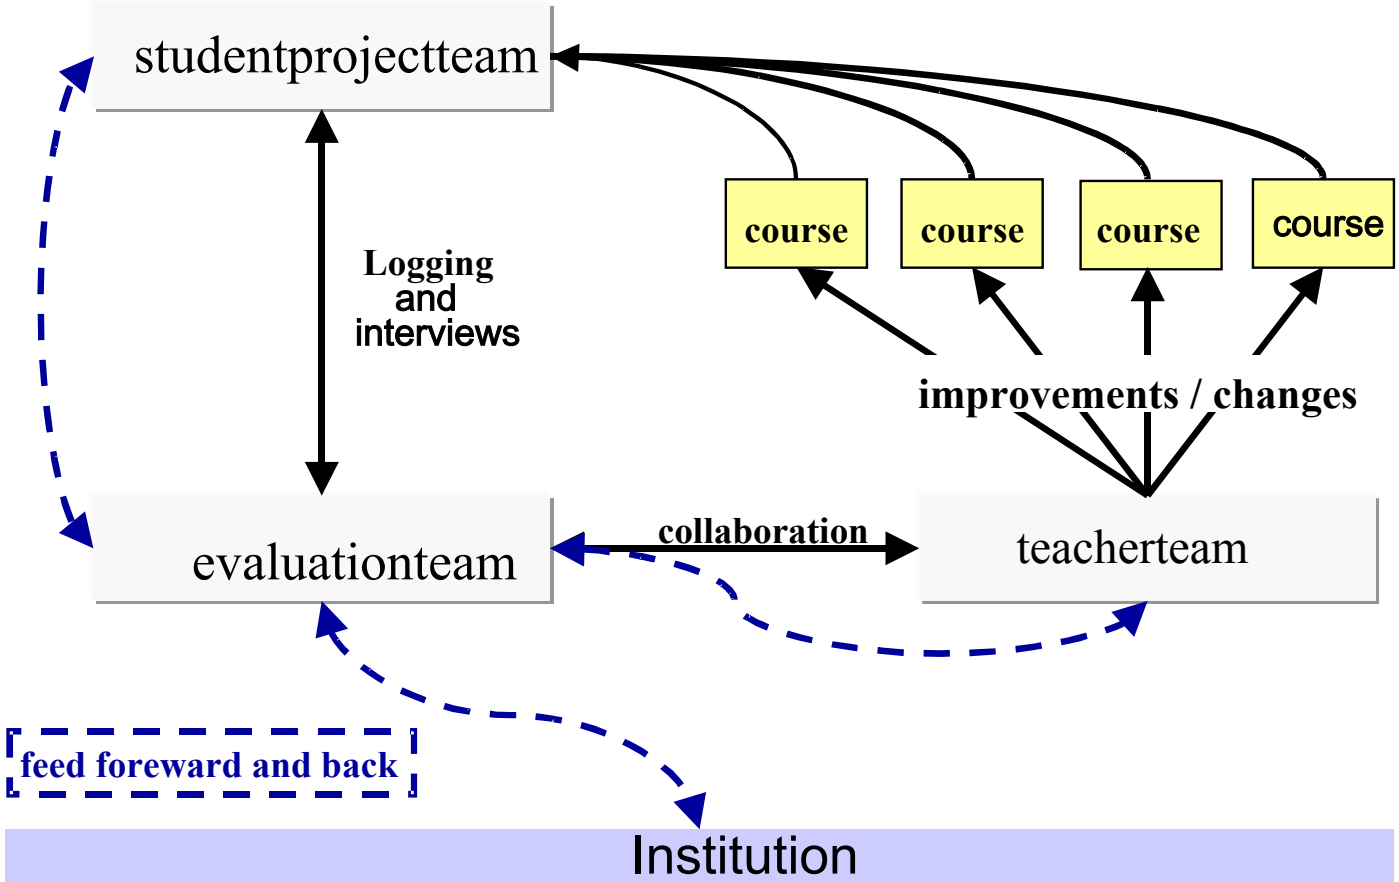 studentprojectteam
course
course
course
course
Logging
and
interviews
improvements / changes
collaboration
evaluationteam
teacherteam
feed foreward and back
Institution